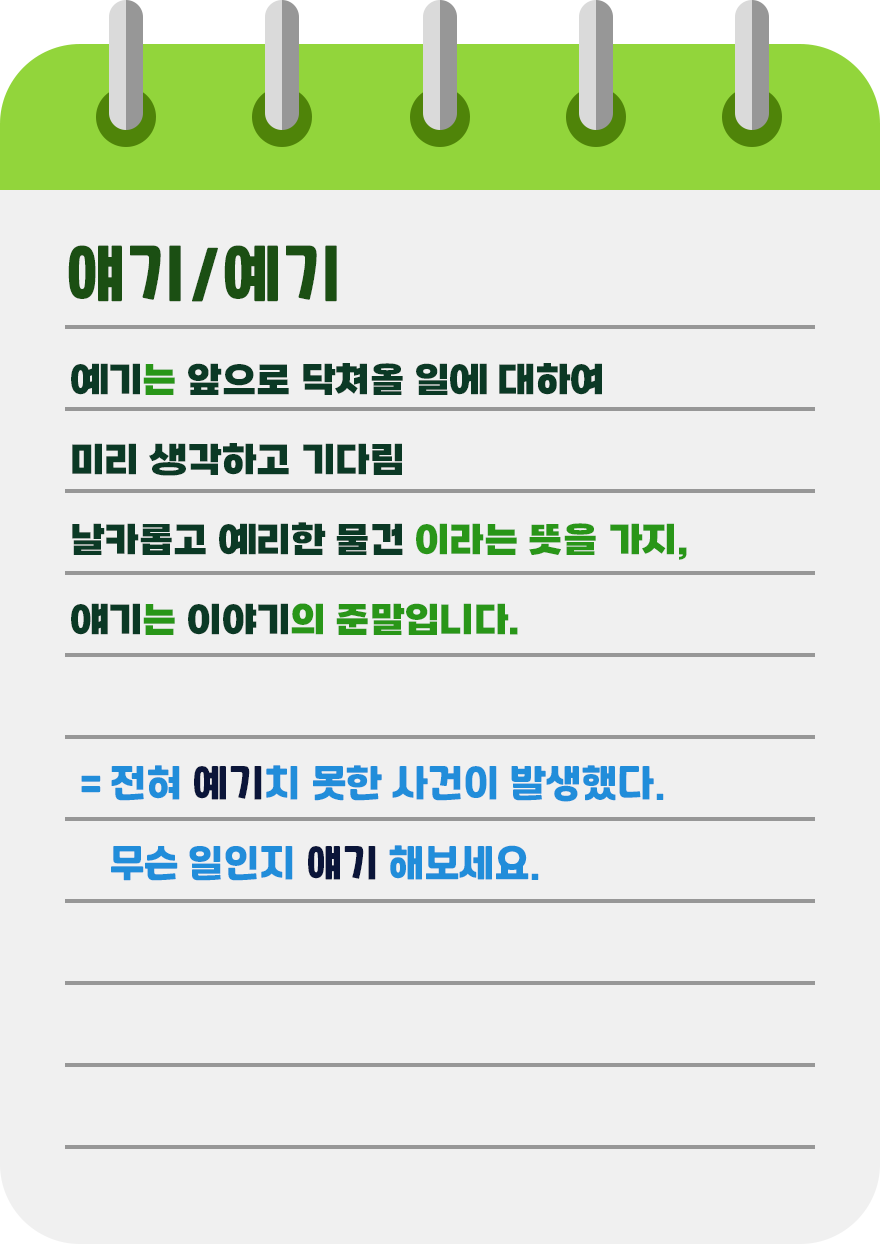 얘기/예기
예기는 앞으로 닥쳐올 일에 대하여
미리 생각하고 기다림
날카롭고 예리한 물건 이라는 뜻을 가지,
얘기는 이야기의 준말입니다.
= 전혀 예기치 못한 사건이 발생했다.
무슨 일인지 얘기 해보세요.